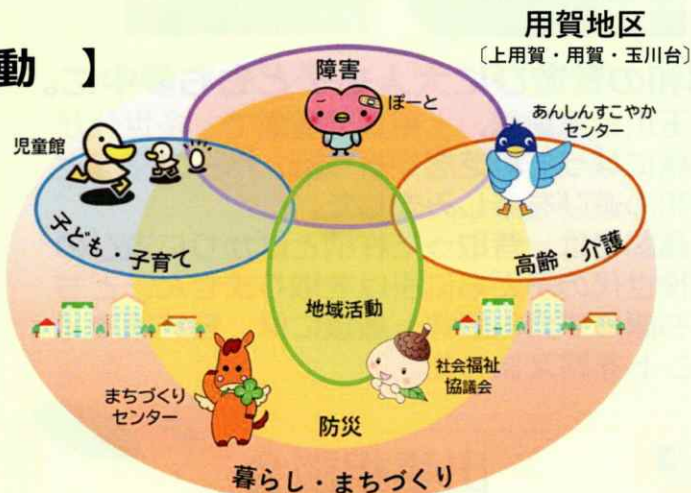 動 】
用賀地区
〔上用賀・用賀・玉川台〕
障害
ぽーと
あんしんすこやか
センター
児童館
子ども・子育て
高齢・介護
地域活動
社会福祉
協議会
まちづくり
センター
防災
暮らし・まちづくり